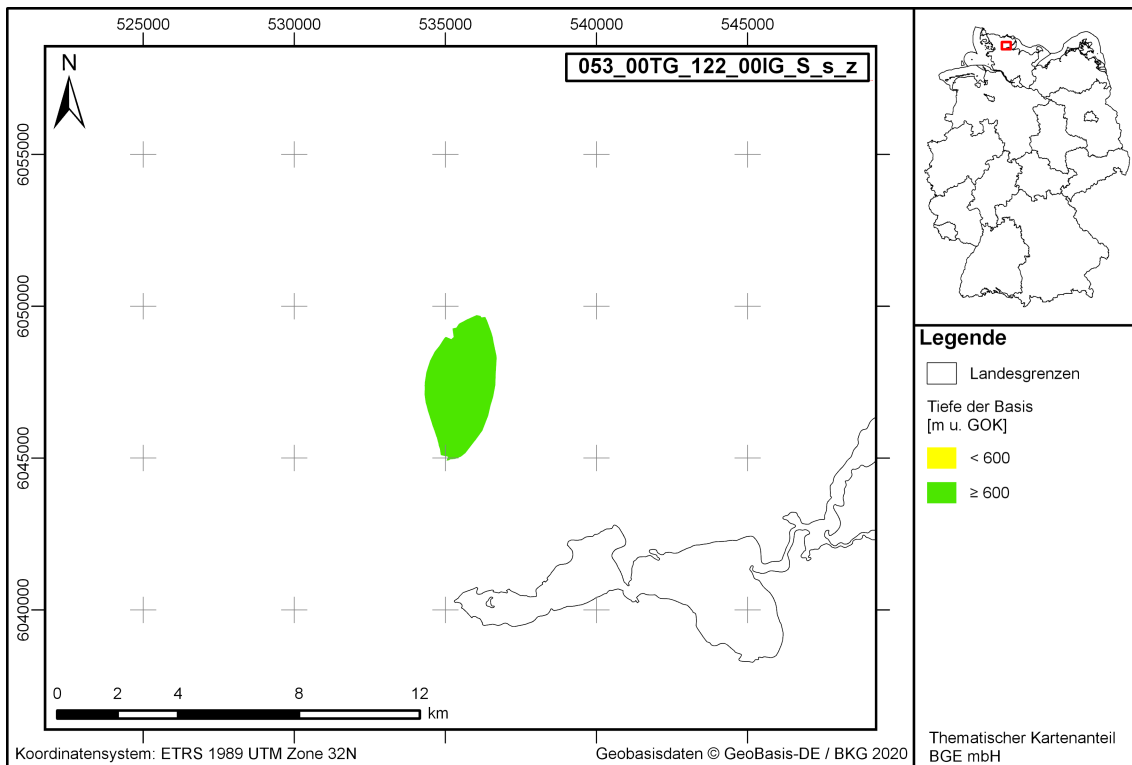 525000 530000 535000 540000 545000
053_00TG_122_00IG_S_s_z
N
6055000
6050000
6045000
6040000
0 2 4 8 12
km
Koordinatensystem: ETRS 1989 UTM Zone 32N
Geobasisdaten © GeoBasis-DE / BKG 2020
Legende
Landesgrenzen
Tiefe der Basis
[m u. GOK]
< 600
≥ 600
Thematischer Kartenanteil
BGE mbH